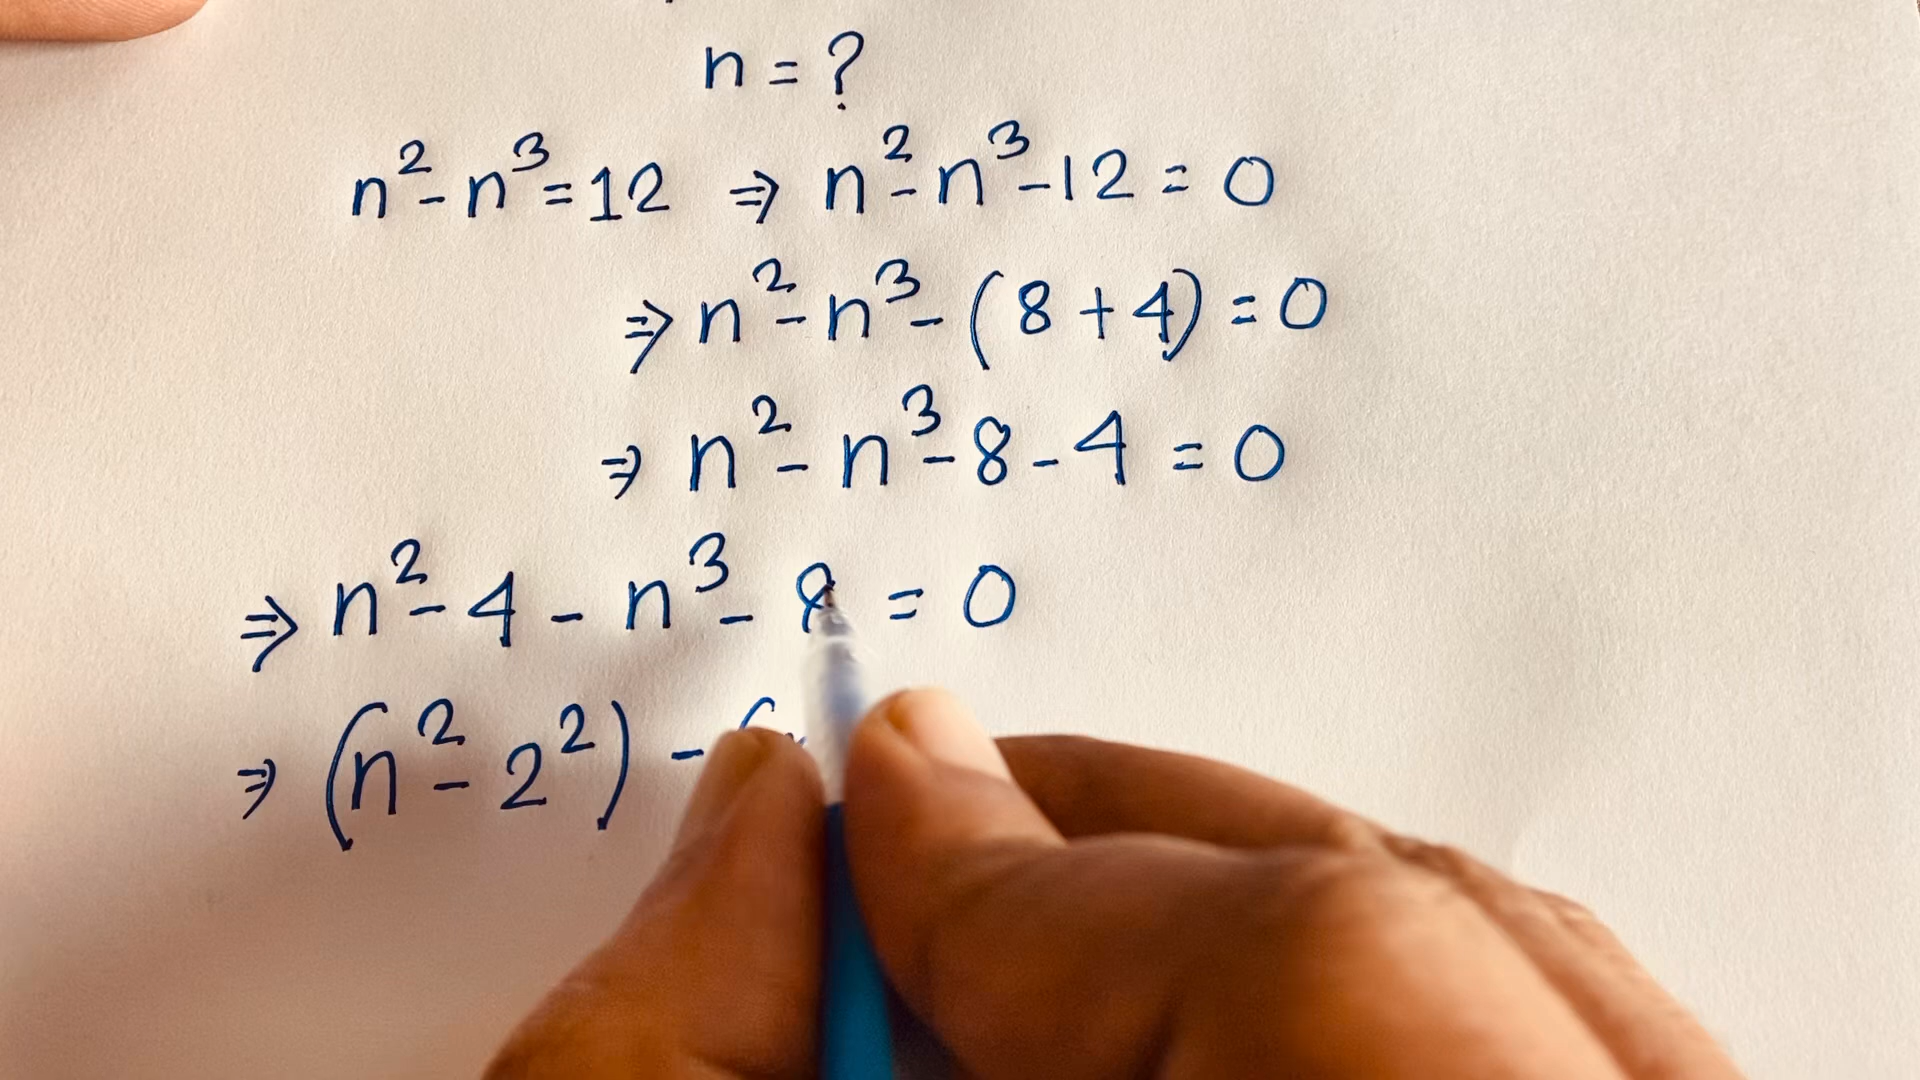 n = ?
n² - n³ = 12 ⇒ n² - n³ - 12 = 0
⇒ n² - n³ - (8 + 4) = 0
⇒ n² - n³ - 8 - 4 = 0
⇒ n² - 4 - n³ - 8 = 0
⇒ (n² - 2²) - (